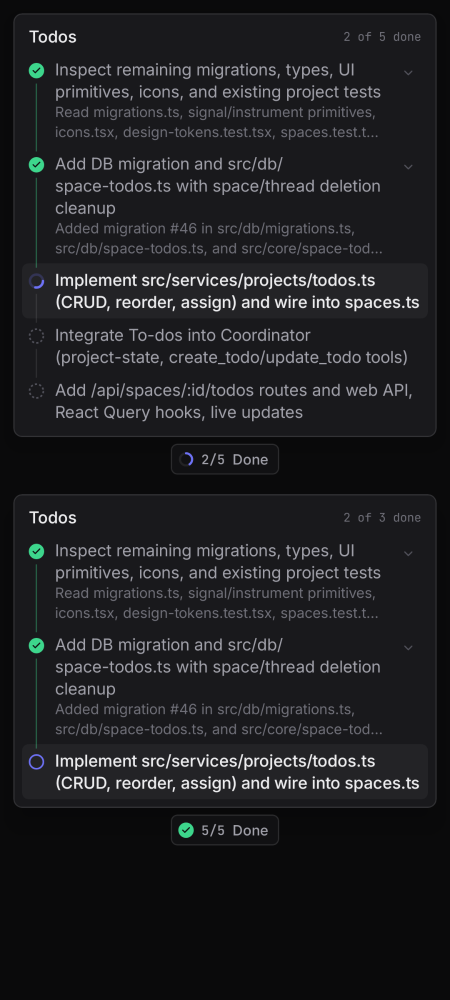 Todos
2 of 5 done
Inspect remaining migrations, types, UI
primitives, icons, and existing project tests
Read migrations.ts, signal/instrument primitives,
icons.tsx, design-tokens.test.tsx, spaces.test.t...
Add DB migration and src/db/
space-todos.ts with space/thread deletion
cleanup
Added migration #46 in src/db/migrations.ts,
src/db/space-todos.ts, and src/core/space-tod...
Implement src/services/projects/todos.ts
(CRUD, reorder, assign) and wire into spaces.ts
Integrate To-dos into Coordinator
(project-state, create_todo/update_todo tools)
Add /api/spaces/:id/todos routes and web API,
React Query hooks, live updates
2/5 Done
Todos
2 of 3 done
Inspect remaining migrations, types, UI
primitives, icons, and existing project tests
Read migrations.ts, signal/instrument primitives,
icons.tsx, design-tokens.test.tsx, spaces.test.t...
Add DB migration and src/db/
space-todos.ts with space/thread deletion
cleanup
Added migration #46 in src/db/migrations.ts,
src/db/space-todos.ts, and src/core/space-tod...
Implement src/services/projects/todos.ts
(CRUD, reorder, assign) and wire into spaces.ts
5/5 Done